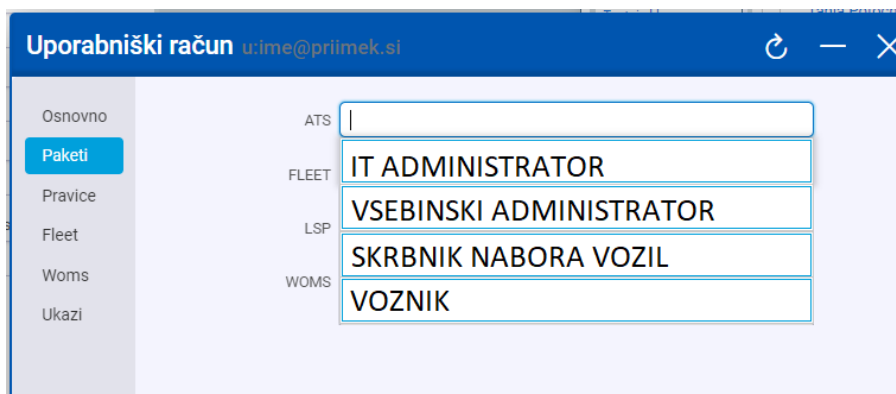 Uporabniški račun u:ime@priimek.si
Osnovno
Paketi
Pravice
Fleet
Woms
Ukazi
ATS
FLEET
LSP
WOMS
IT ADMINISTRATOR
VSEBINSKI ADMINISTRATOR
SKRBNIK NABORA VOZIL
VOZNIK